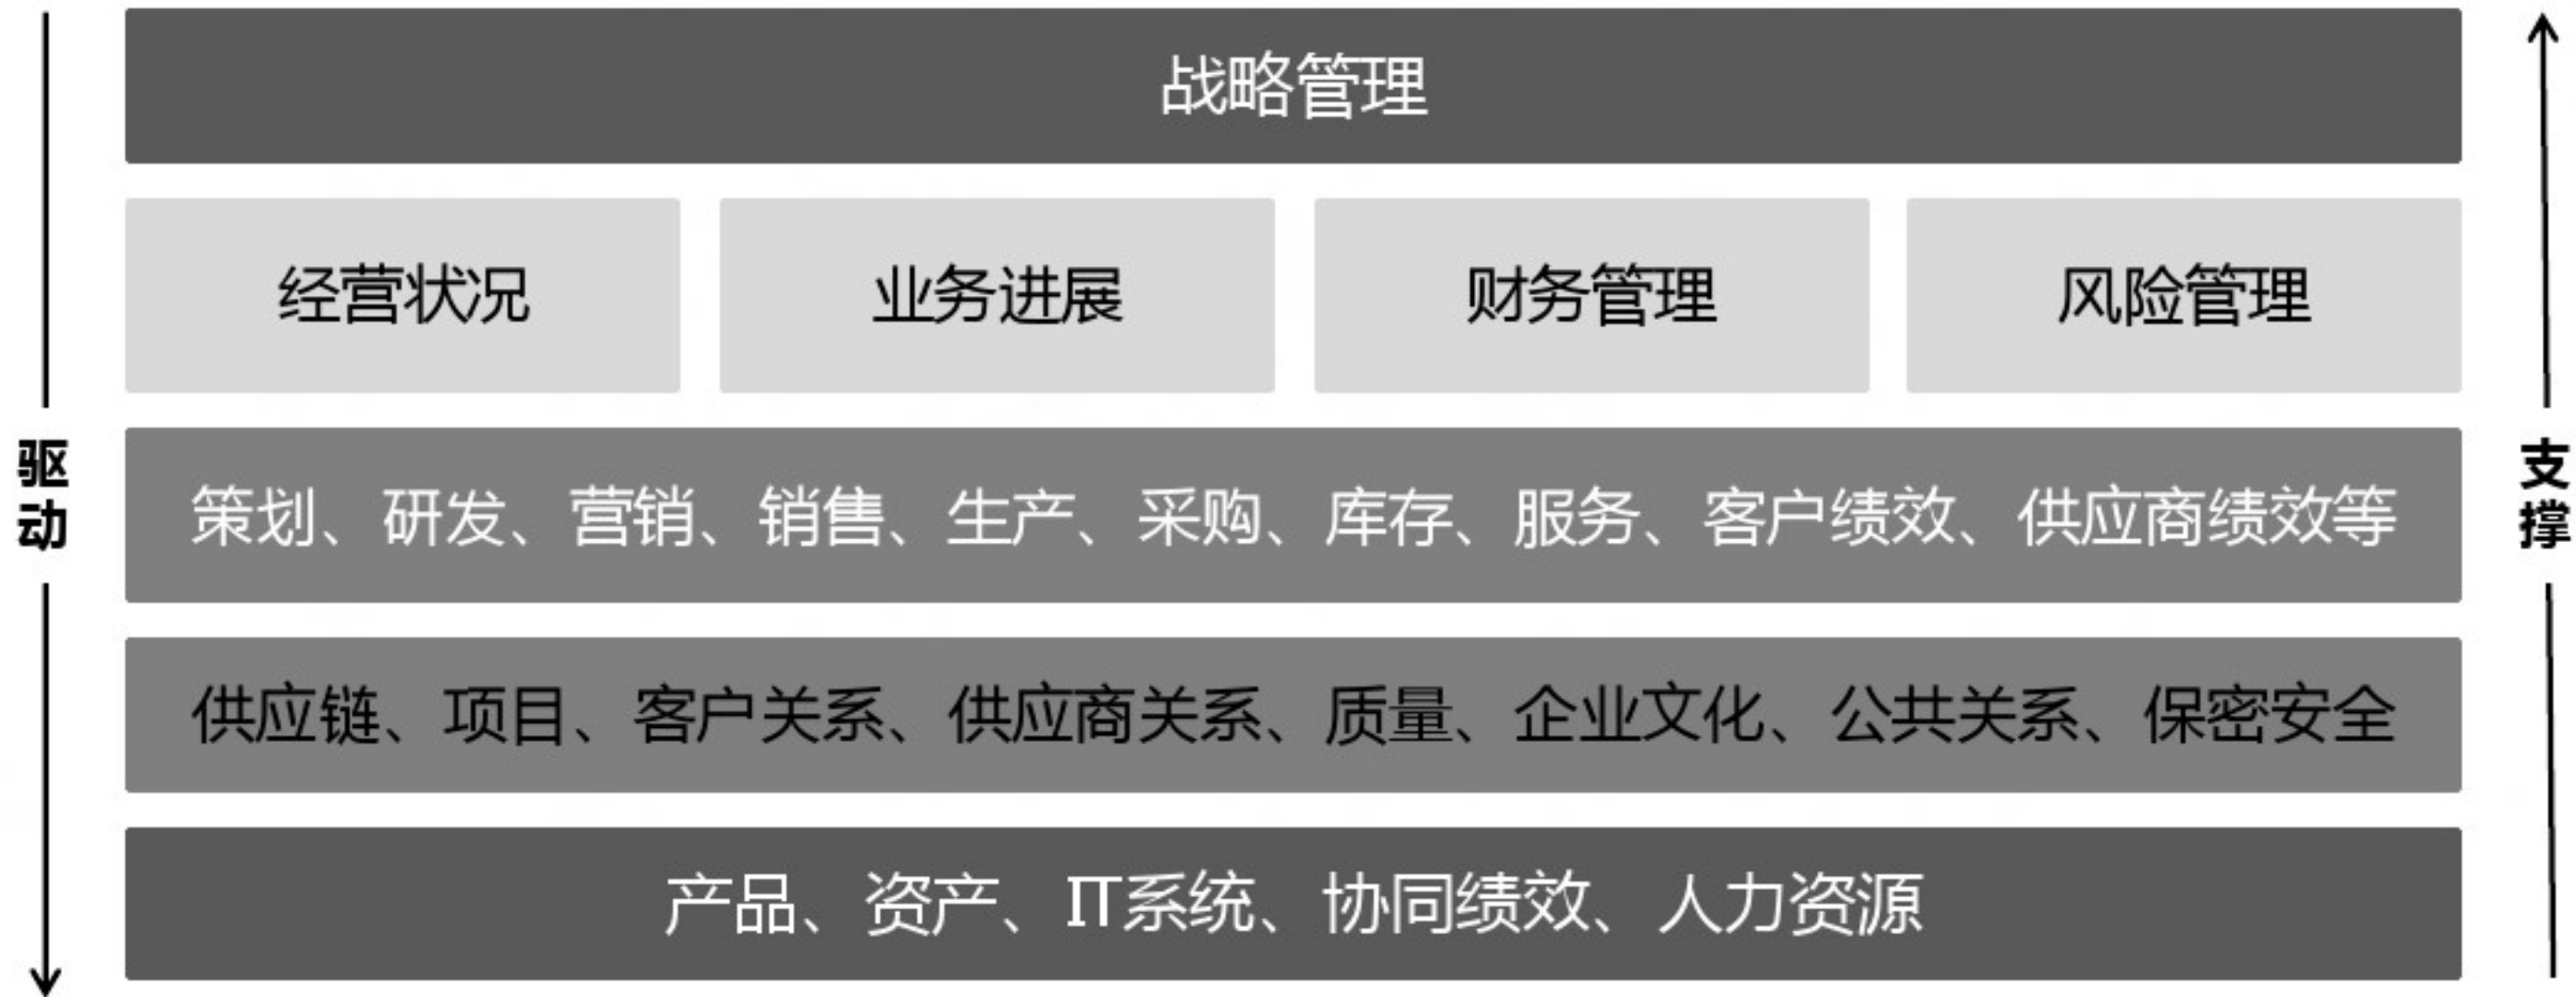 战略管理
经营状况
业务进展
财务管理
风险管理
驱动
支撑
策划、研发、营销、销售、生产、采购、库存、服务、客户绩效、供应商绩效等
供应链、项目、客户关系、供应商关系、质量、企业文化、公共关系、保密安全
产品、资产、IT系统、协同绩效、人力资源